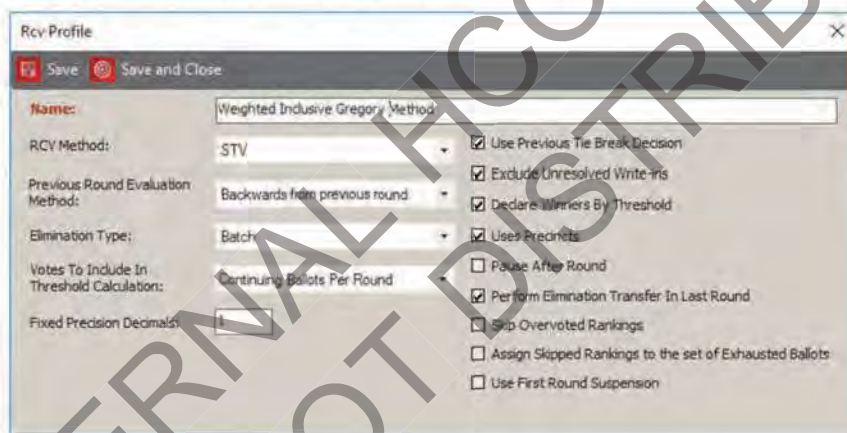 Rcv Profile
Save Save and Close
Name: Weighted Inclusive Gregory Method
RCV Method: STV
Previous Round Evaluation Method: Backwards from previous round
Elimination Type: Batch
Votes To Include In Threshold Calculation: Continuing Ballots Per Round
Fixed Precision Decimals:
Use Previous Tie Break Decision
Exclude Unresolved Write-ins
Declare Winners By Threshold
Uses Precincts
Pause After Round
Perform Elimination Transfer In Last Round
Skip Overvoted Rankings
Assign Skipped Rankings to the set of Exhausted Ballots
Use First Round Suspension